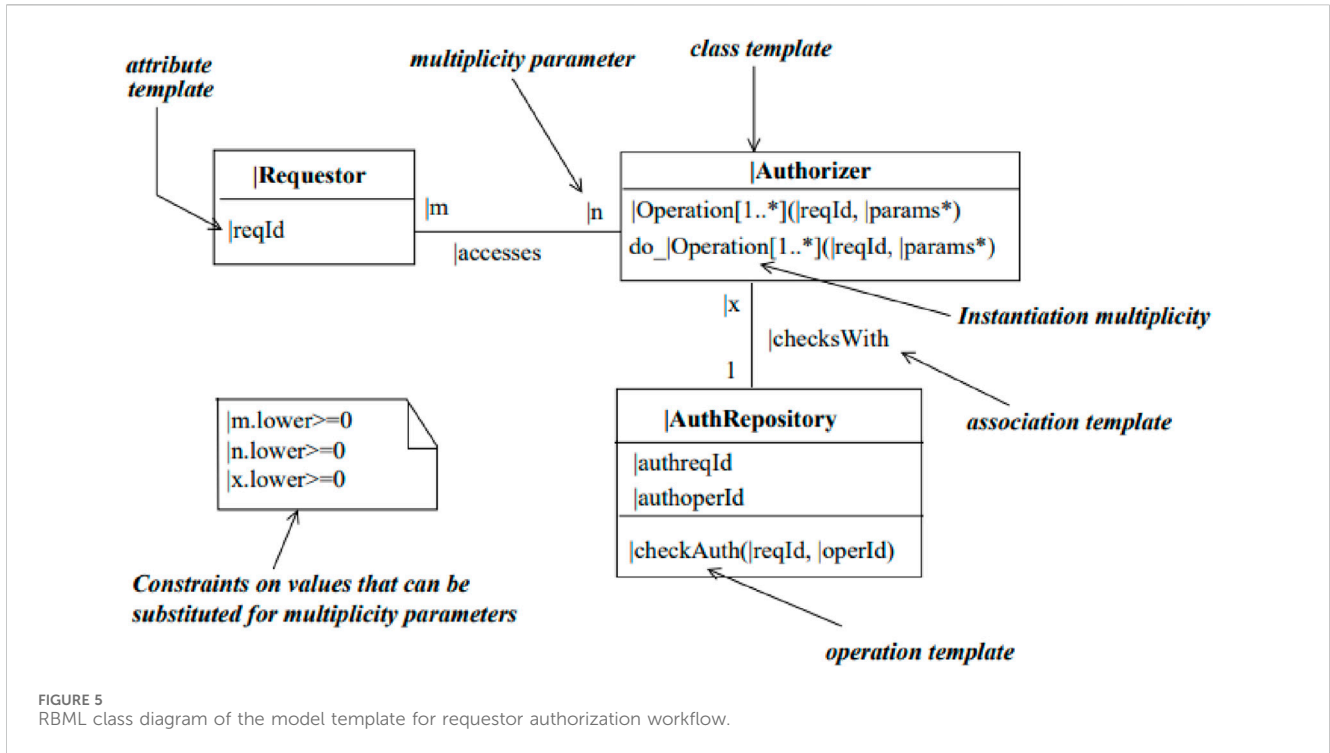 class template
multiplicity parameter
attribute
template
|Requestor
|reqId
|m
|n
|accesses
|Authorizer
|Operation[1..*](|reqId, |params*)
do_|Operation[1..*](|reqId, |params*)
Instantiation multiplicity
|x
|checksWith
1
association template
|m.lower>=0
|n.lower>=0
|x.lower>=0
|AuthRepository
|authreqId
|authoperId
|checkAuth(|reqId, |operId)
Constraints on values that can be
substituted for multiplicity parameters
operation template
FIGURE 5
RBML class diagram of the model template for requestor authorization workflow.